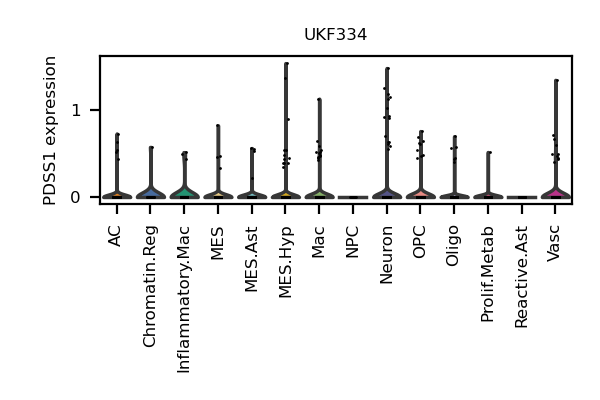 UKF334
PDSS1 expression
1
0
AC
Chromatin.Reg
Inflammatory.Mac
MES
MES.Ast
MES.Hyp
Mac
NPC
Neuron
OPC
Oligo
Prolif.Metab
Reactive.Ast
Vasc